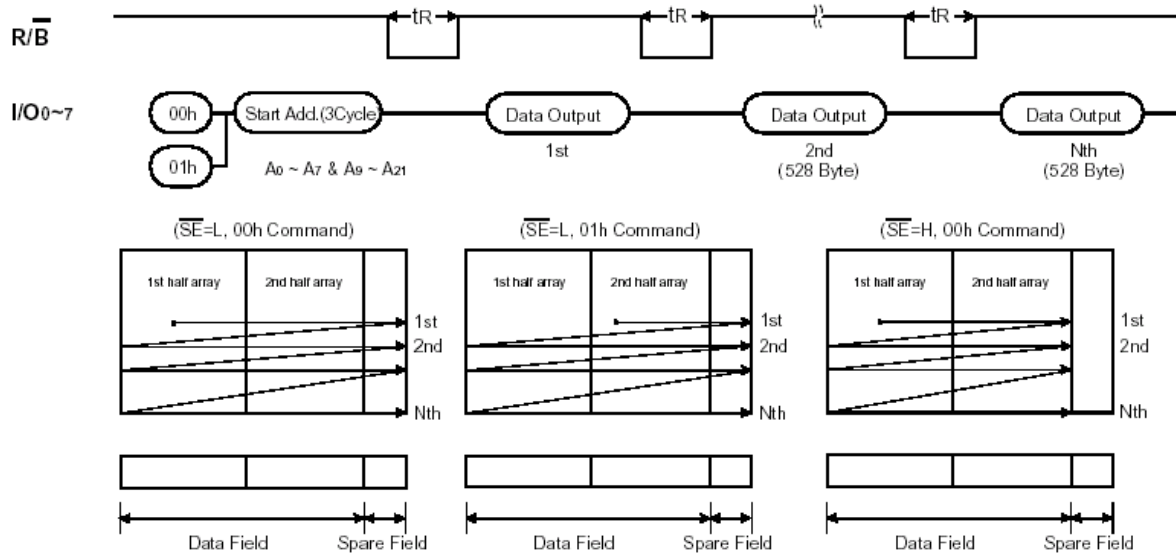 tR tR tR
R/B
I/O0~7
00h Start Add.(3Cycle) Data Output Data Output Data Output
01h
A0 ~ A7 & A9 ~ A21
1st 2nd Nth
(528 Byte) (528 Byte)
(SE=L, 00h Command) (SE=L, 01h Command) (SE=H, 00h Command)
1st half array 2nd half array 1st half array 2nd half array 1st half array 2nd half array
1st 1st 1st
2nd 2nd 2nd
Nth Nth Nth
Data Field Spare Field Data Field Spare Field Data Field Spare Field